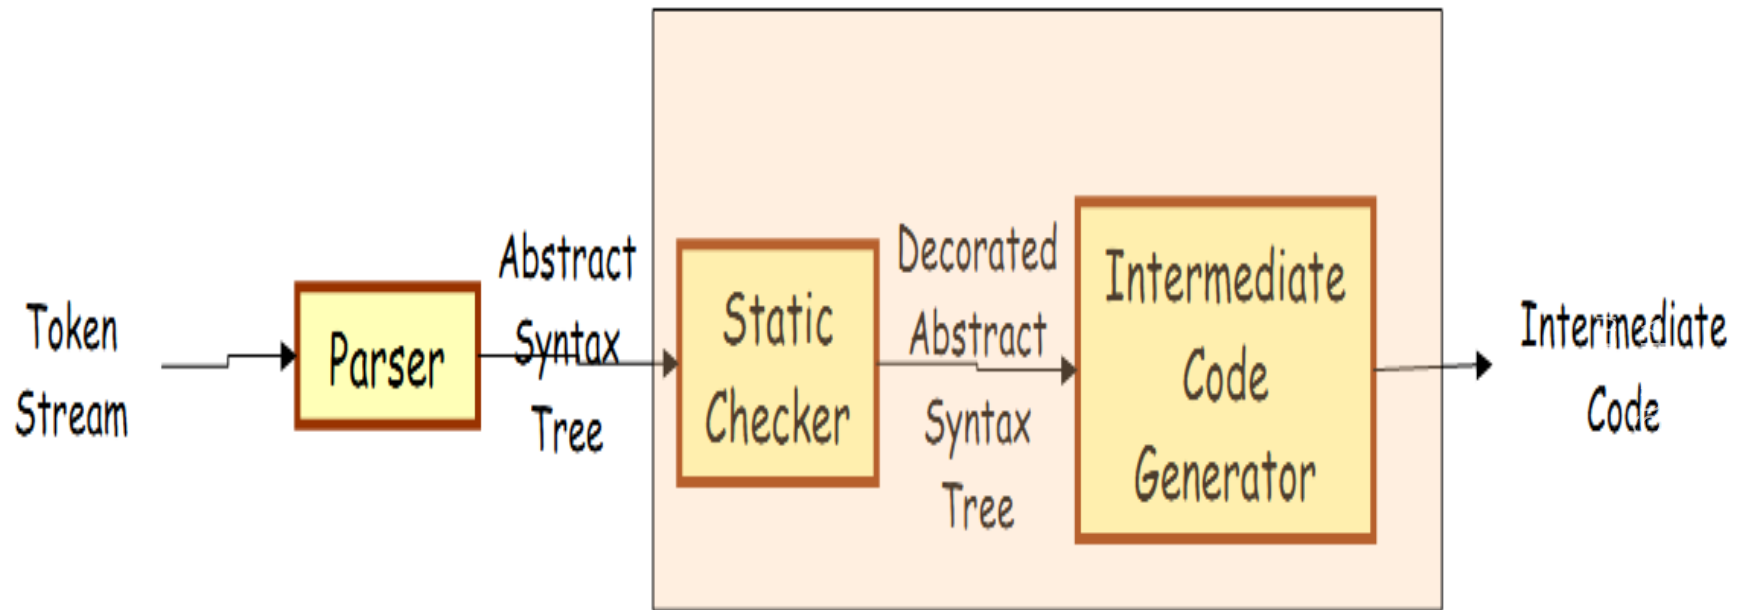 Token
Stream
Parser
Abstract
Syntax
Tree
Static
Checker
Decorated
Abstract
Syntax
Tree
Intermediate
Code
Generator
Intermediate
Code